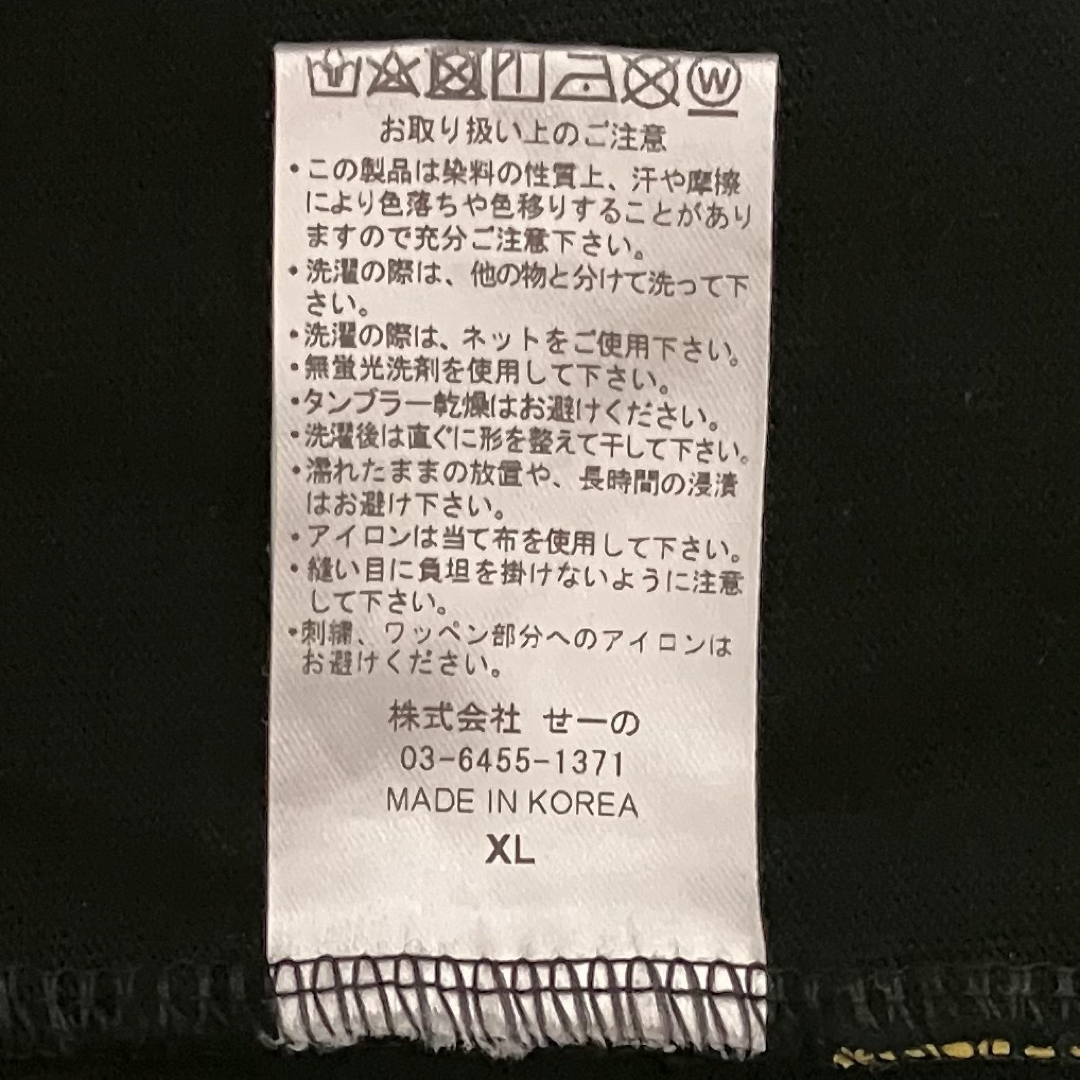 W
お取り扱い上のご注意
・この製品は染料の性質上、汗や摩擦
により色落ちや色移りすることがあり
ますので充分ご注意下さい。
・洗濯の際は、他の物と分けて洗って下
さい。
・洗濯の際は、ネットをご使用下さい。
・無蛍光洗剤を使用して下さい。
・タンブラー乾燥はお避けください。
・洗濯後は直ぐに形を整えて干して下さい。
・濡れたままの放置や、長時間の浸漬
はお避け下さい。
・アイロンは当て布を使用して下さい。
・縫い目に負坦を掛けないように注意
して下さい。
・刺繍、ワッペン部分へのアイロンは
お避けください。
株式会社 せーの
03-6455-1371
MADE IN KOREA
XL